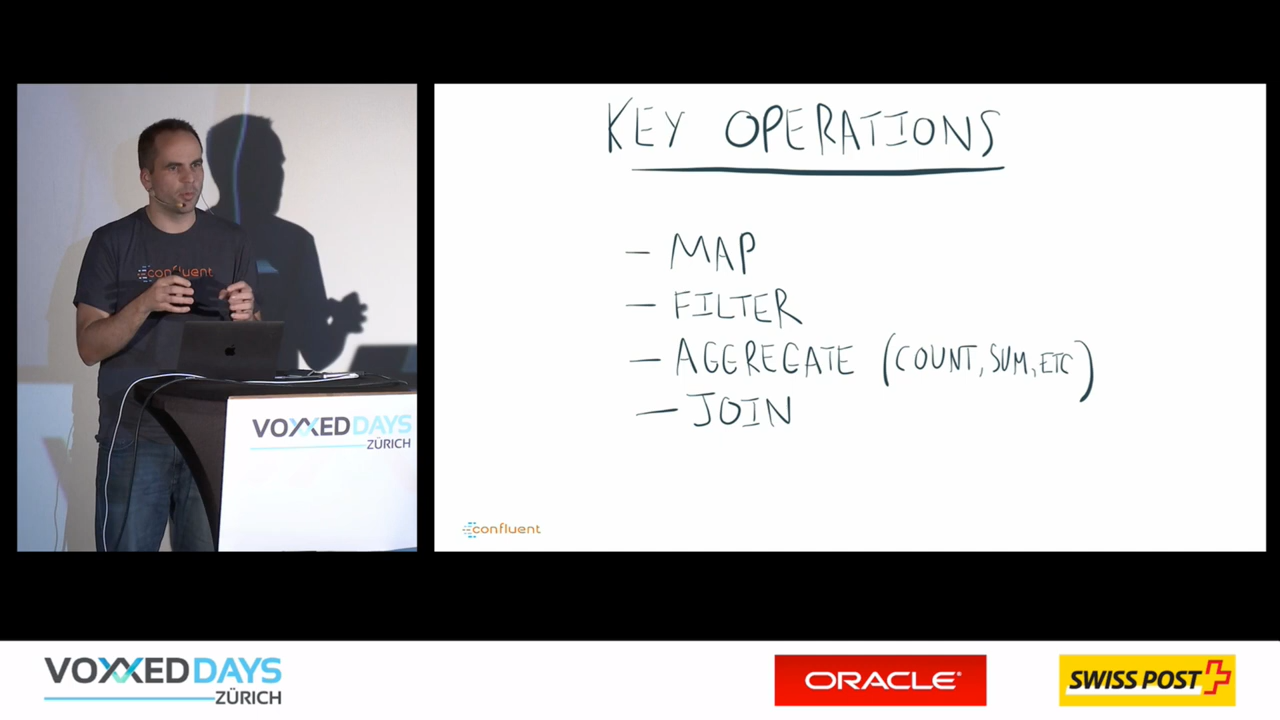 confluent
VOXXED DAYS
ZÜRICH
KEY OPERATIONS
– MAP
– FILTER
– AGGREGATE (COUNT, SUM, ETC)
– JOIN
confluent
VOXXED DAYS
ZÜRICH
ORACLE®
SWISS POST